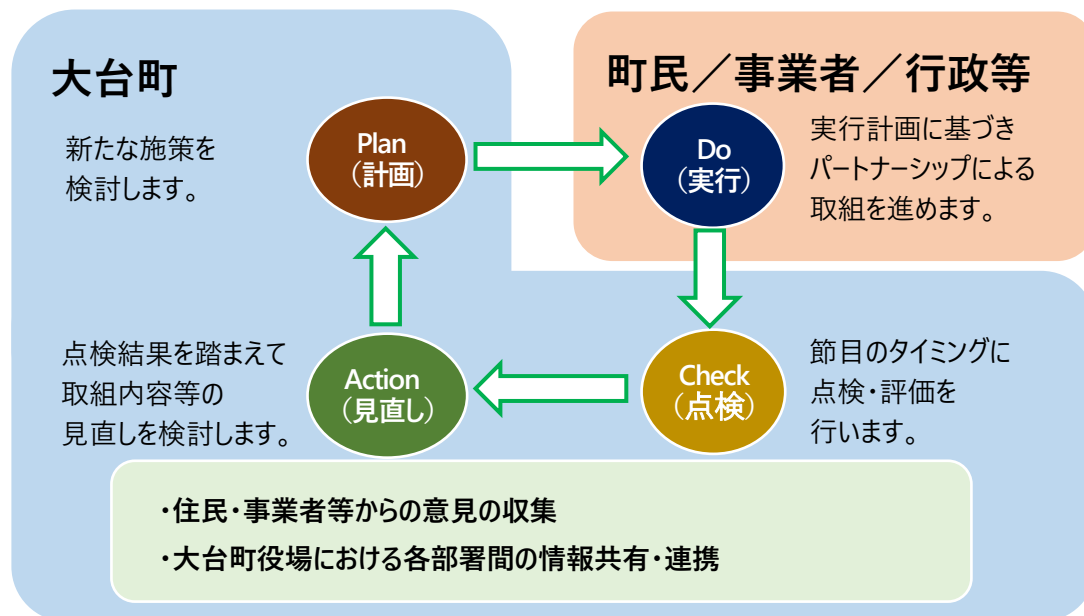 大台町
新たな施策を
検討します。
Plan
（計画）
町民／事業者／行政等
Do
（実行）
実行計画に基づき
パートナーシップによる
取組を進めます。
点検結果を踏まえて
取組内容等の
見直しを検討します。
Action
（見直し）
Check
（点検）
節目のタイミングに
点検・評価を
行います。
・住民・事業者等からの意見の収集
・大台町役場における各部署間の情報共有・連携